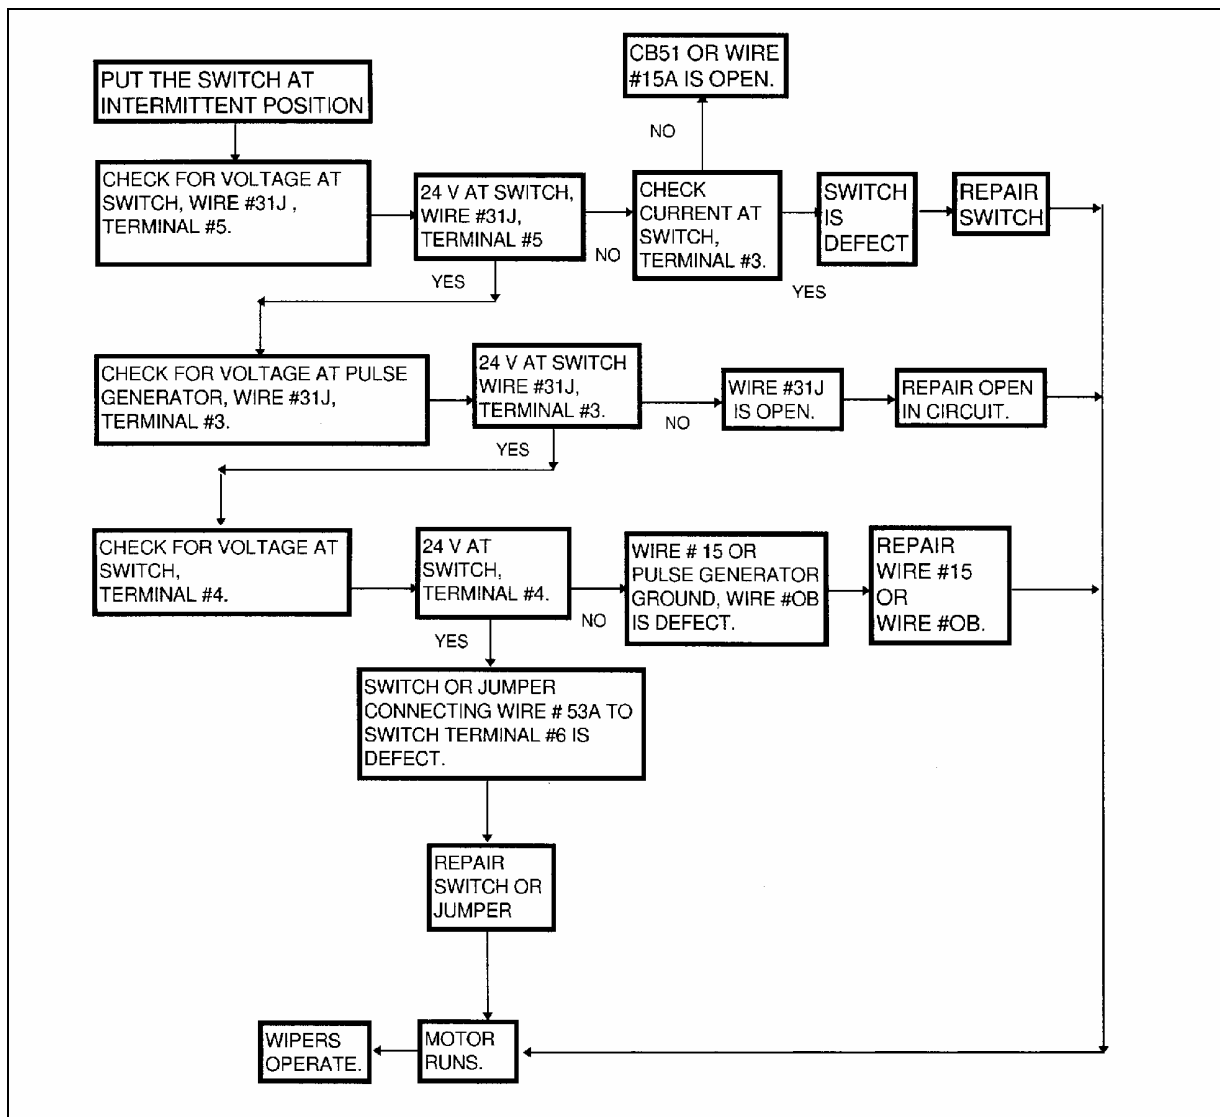 PUT THE SWITCH AT
INTERMITTENT POSITION
CB51 OR WIRE
#15A IS OPEN.
NO
CHECK FOR VOLTAGE AT
SWITCH, WIRE #31J ,
TERMINAL #5.
24 V AT SWITCH,
WIRE #31J,
TERMINAL #5
NO
CHECK
CURRENT AT
SWITCH,
TERMINAL #3.
YES
SWITCH
IS
DEFECT
REPAIR
SWITCH
YES
CHECK FOR VOLTAGE AT PULSE
GENERATOR, WIRE #31J,
TERMINAL #3.
24 V AT SWITCH
WIRE #31J,
TERMINAL #3.
NO
WIRE #31J
IS OPEN.
REPAIR OPEN
IN CIRCUIT.
YES
CHECK FOR VOLTAGE AT
SWITCH,
TERMINAL #4.
24 V AT
SWITCH,
TERMINAL #4.
NO
WIRE # 15 OR
PULSE GENERATOR
GROUND, WIRE #OB
IS DEFECT.
REPAIR
WIRE #15
OR
WIRE #OB.
YES
SWITCH OR JUMPER
CONNECTING WIRE # 53A TO
SWITCH TERMINAL #6 IS
DEFECT.
REPAIR
SWITCH OR
JUMPER
WIPERS
OPERATE.
MOTOR
RUNS.